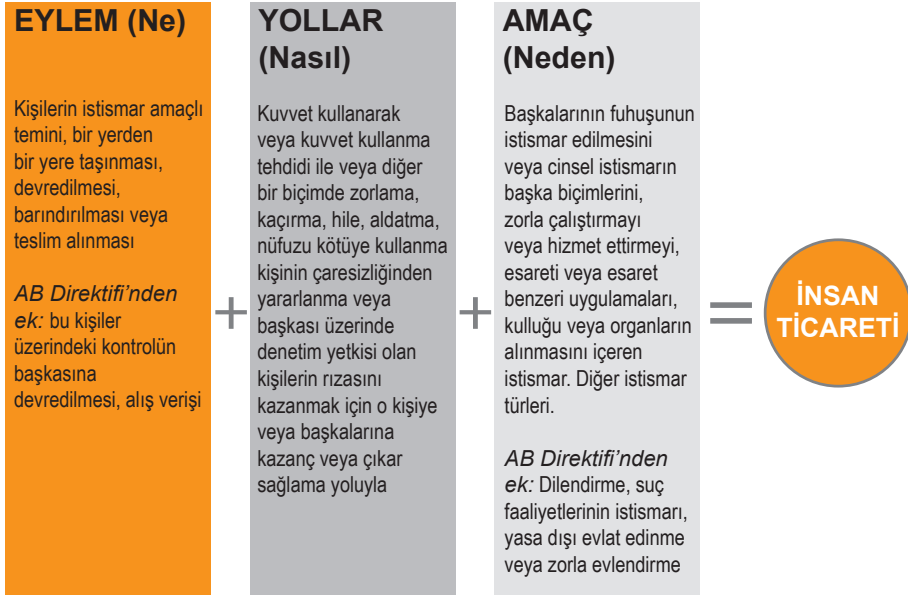 EYLEM (Ne)
Kişilerin istismar amaçlı
temini, bir yerden
bir yere taşınması,
devredilmesi,
barındırılması veya
teslim alınması
AB Direktifi'nden
ek: bu kişiler
üzerindeki kontrolün
başkasına
devredilmesi, alış verişi
+
YOLLAR
(Nasıl)
Kuvvet kullanarak
veya kuvvet kullanma
tehdidi ile veya diğer
bir biçimde zorlama,
kaçırma, hile, aldatma,
nüfuzu kötüye kullanma
kişinin çaresizliğinden
yararlanma veya
başkası üzerinde
denetim yetkisi olan
kişilerin rızasını
kazanmak için o kişiye
veya başkalarına
kazanç veya çıkar
sağlama yoluyla
+
AMAÇ
(Neden)
Başkalarının fuhuşunun
istismar edilmesini
veya cinsel istismarın
başka biçimlerini,
zorla çalıştırmayı
veya hizmet ettirmeyi,
esareti veya esaret
benzeri uygulamaları,
kulluğu veya organların
alınmasını içeren
istismar. Diğer istismar
türleri.
AB Direktifi'nden
ek: Dilendirme, suç
faaliyetlerinin istismarı,
yasa dışı evlat edinme
veya zorla evlendirme
=
İNSAN
TİCARETİ